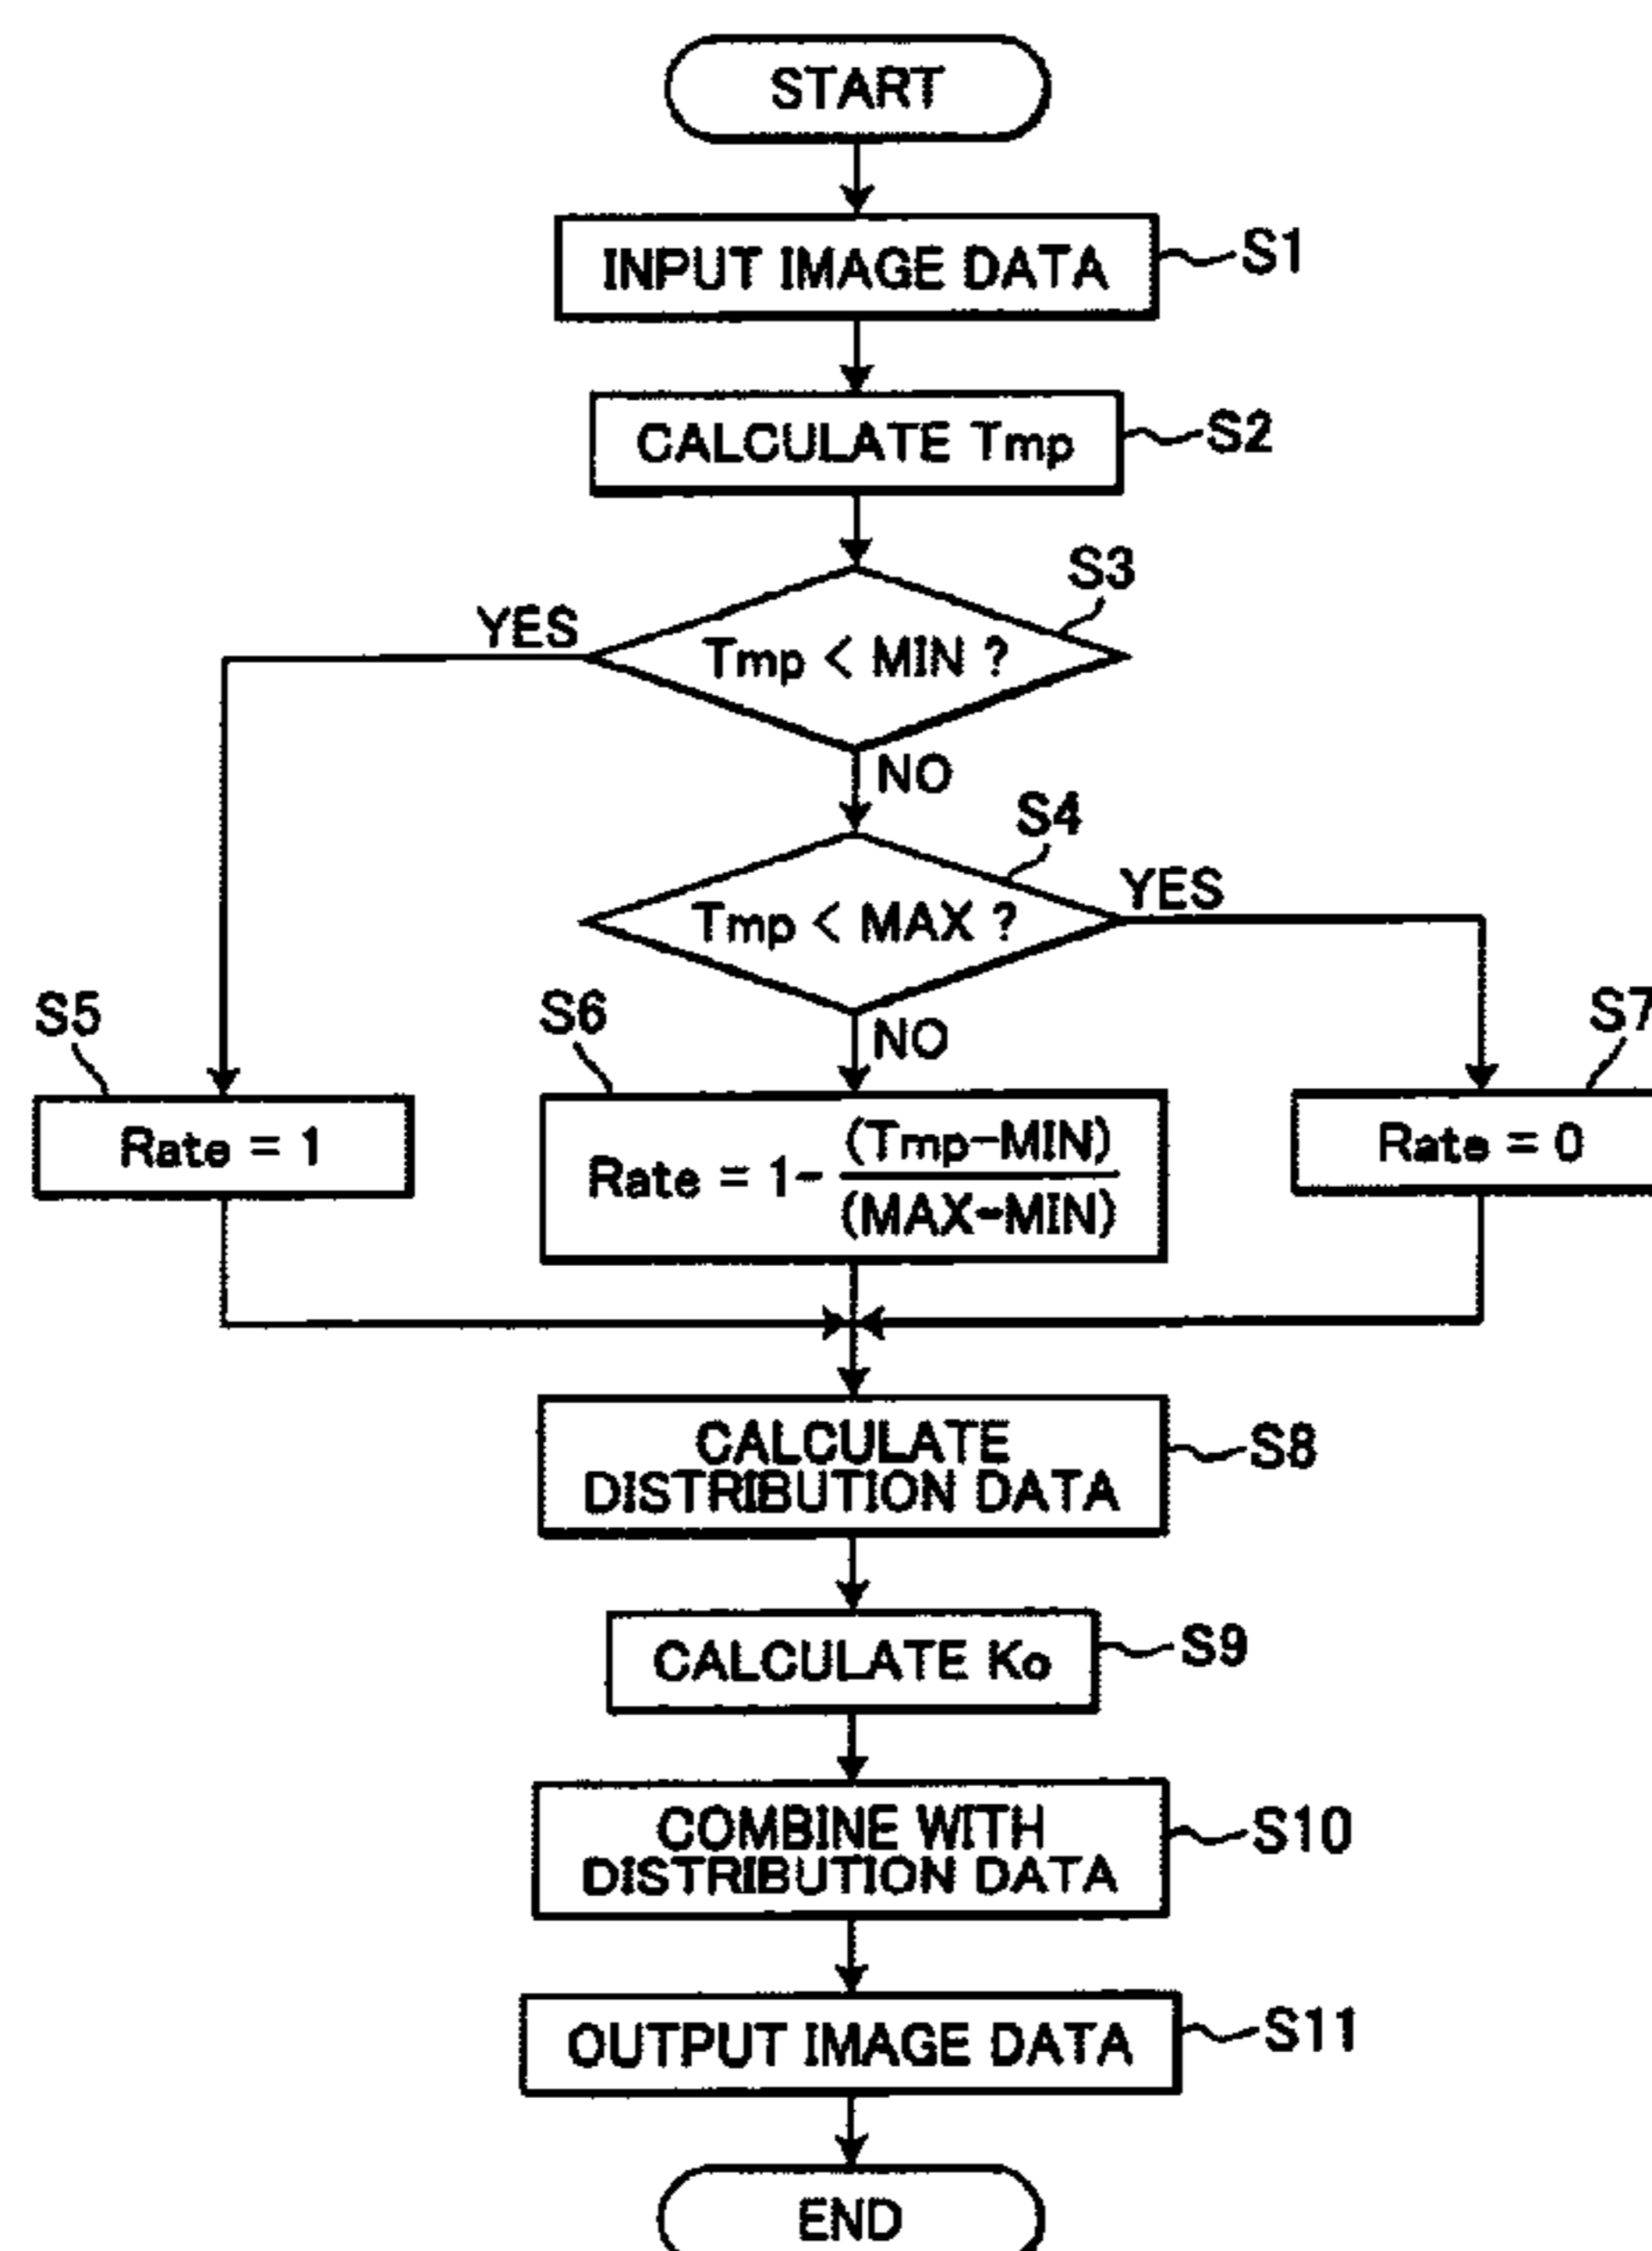 START
INPUT IMAGE DATA
S1
CALCULATE Tmp
S2
S3
Tmp < MIN ?
YES
NO
S4
Tmp < MAX ?
YES
NO
S5
Rate = 1
S6
Rate = 1- (Tmp-MIN)
(MAX-MIN)
S7
Rate = 0
CALCULATE
DISTRIBUTION DATA
S8
CALCULATE Ko
S9
COMBINE WITH
DISTRIBUTION DATA
S10
OUTPUT IMAGE DATA
S11
END